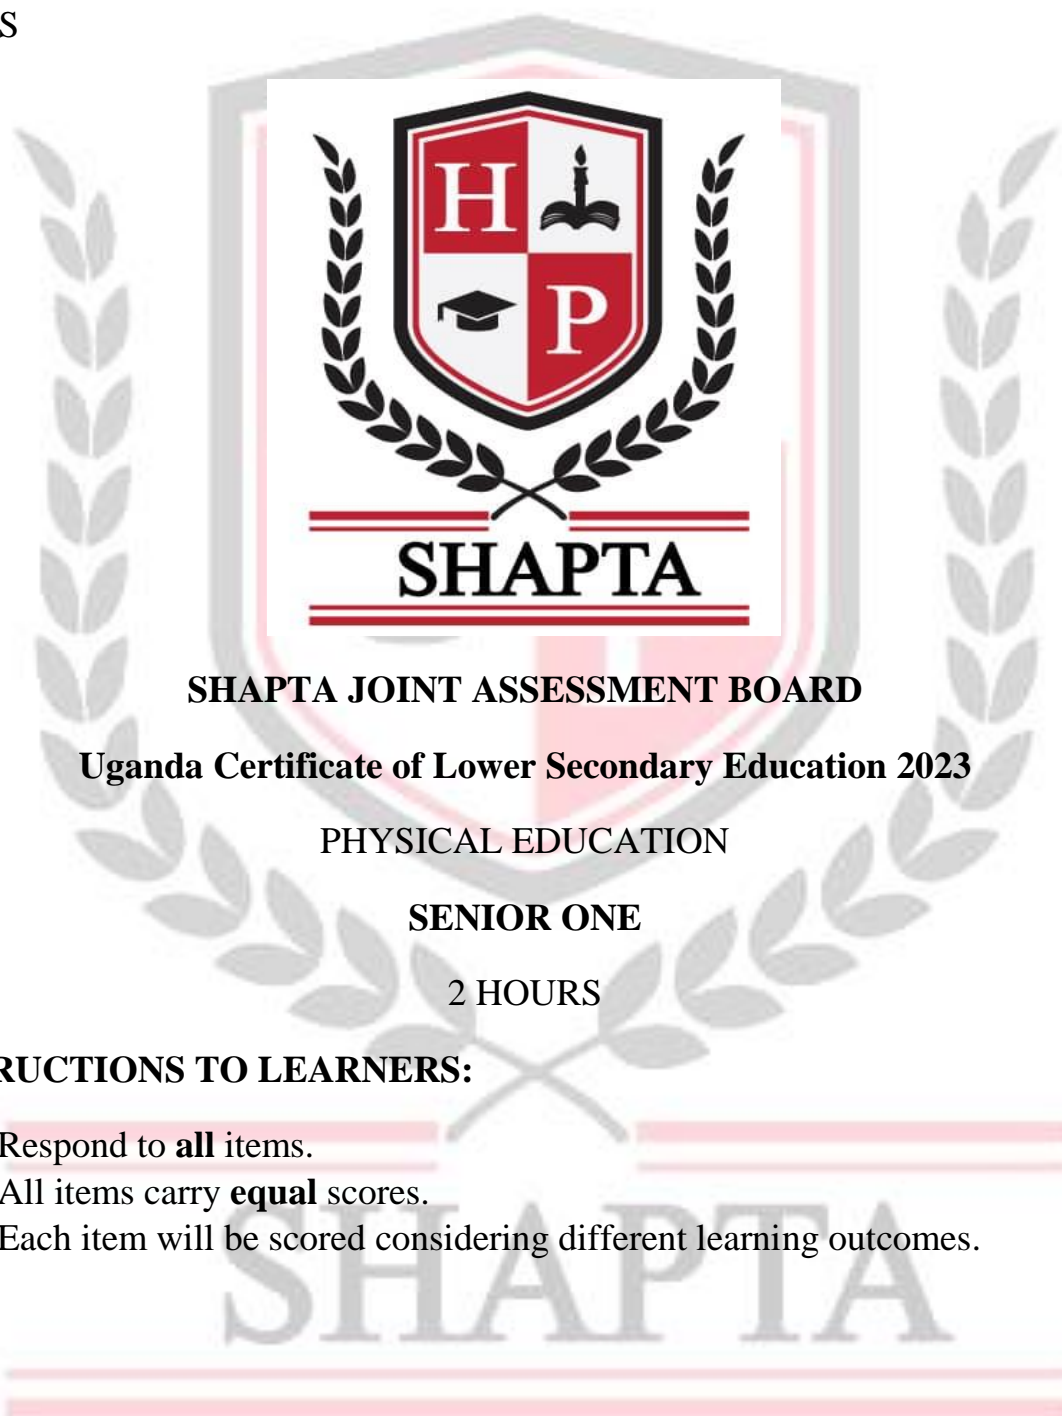 S
H
P
SHAPTA
SHAPTA JOINT ASSESSMENT BOARD
Uganda Certificate of Lower Secondary Education 2023
PHYSICAL EDUCATION
SENIOR ONE
2 HOURS
RUCTIONS TO LEARNERS:
Respond to all items.
All items carry equal scores.
Each item will be scored considering different learning outcomes.
SHAPTA